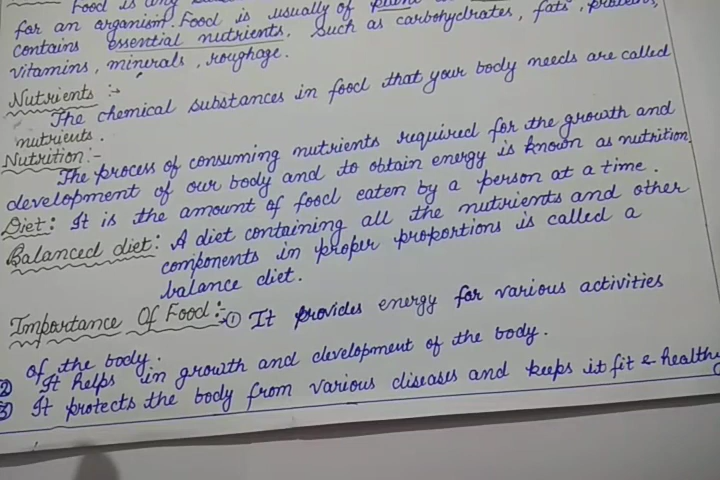 Food is any
for an organism. Food is usually of plant
contains essential nutrients, such as carbohydrates, fats, proteins,
vitamins, minerals, roughage.
Nutrients :-
The chemical substances in food that your body needs are called
nutrients.
Nutrition:-
The process of consuming nutrients required for the growth and
development of our body and to obtain energy is known as nutrition.
Diet: It is the amount of food eaten by a person at a time.
Balanced diet: A diet containing all the nutrients and other
components in proper proportions is called a
balance diet.
Importance Of Food:→① It provides energy for various activities
of the body.
② It helps in growth and development of the body.
③ It protects the body from various diseases and keeps it fit & healthy